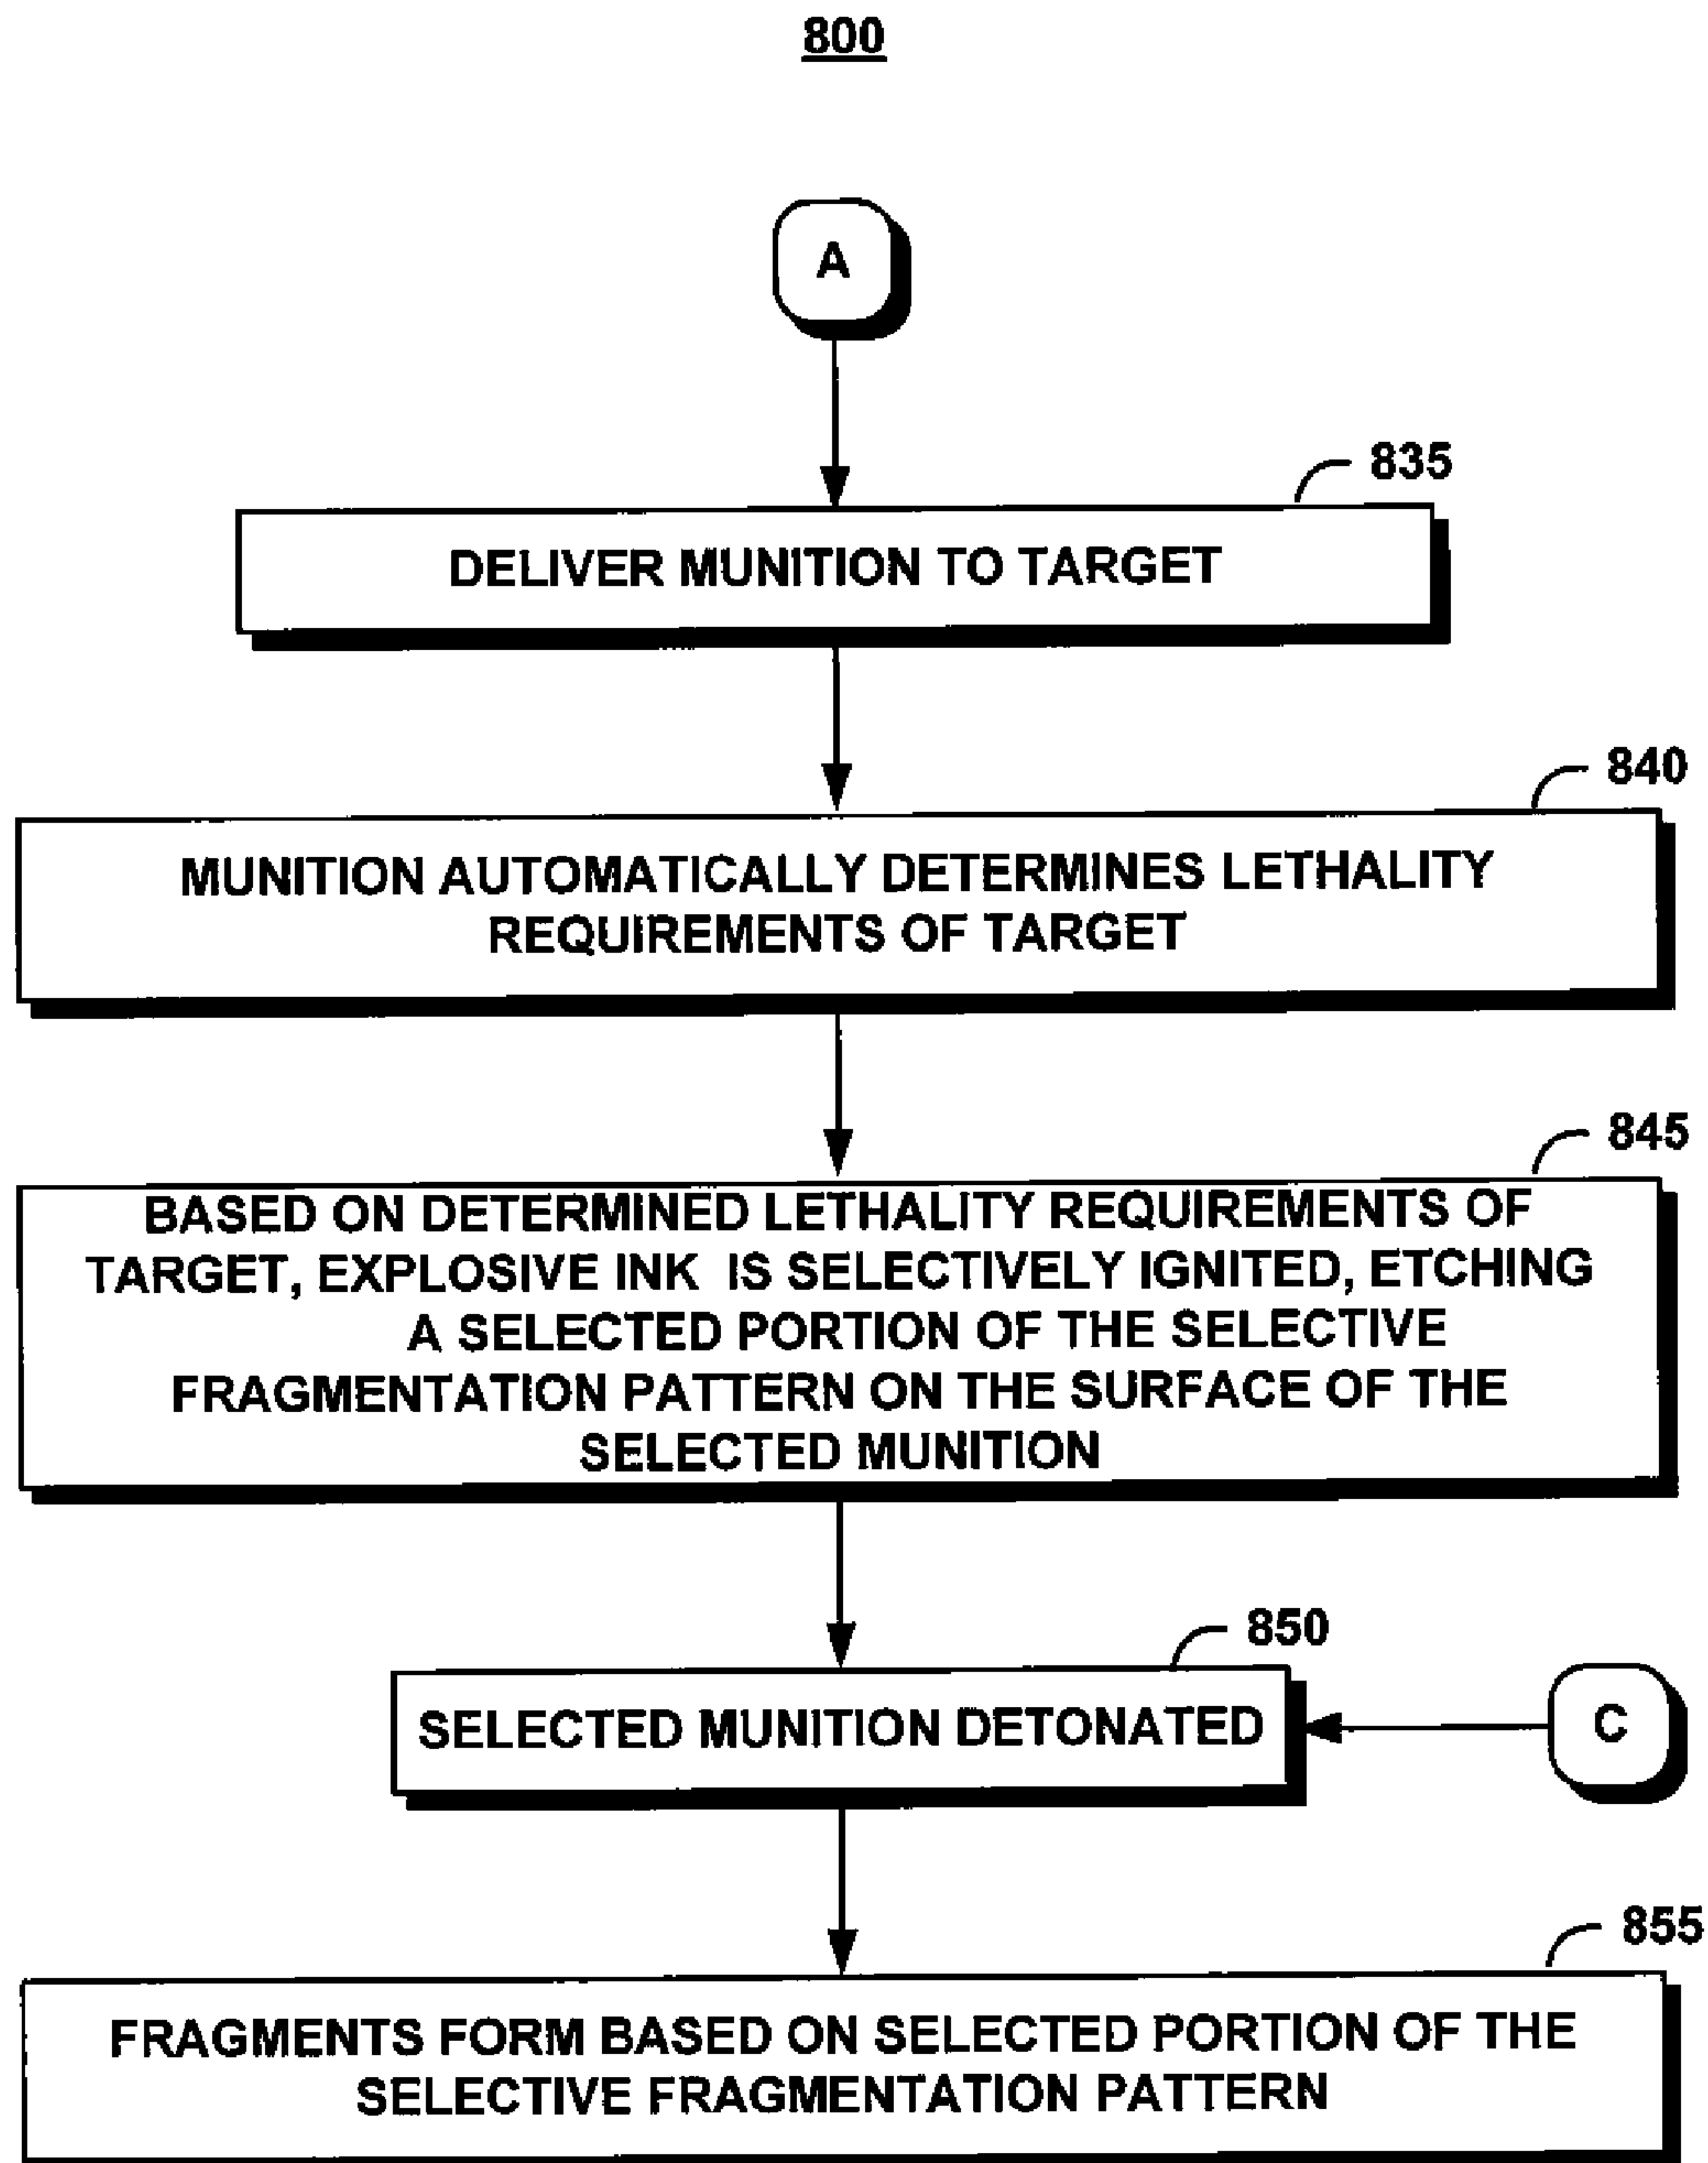 800
A
835
DELIVER MUNITION TO TARGET
840
MUNITION AUTOMATICALLY DETERMINES LETHALITY
REQUIREMENTS OF TARGET
845
BASED ON DETERMINED LETHALITY REQUIREMENTS OF
TARGET, EXPLOSIVE INK IS SELECTIVELY IGNITED, ETCHING
A SELECTED PORTION OF THE SELECTIVE
FRAGMENTATION PATTERN ON THE SURFACE OF THE
SELECTED MUNITION
850
SELECTED MUNITION DETONATED
C
855
FRAGMENTS FORM BASED ON SELECTED PORTION OF THE
SELECTIVE FRAGMENTATION PATTERN